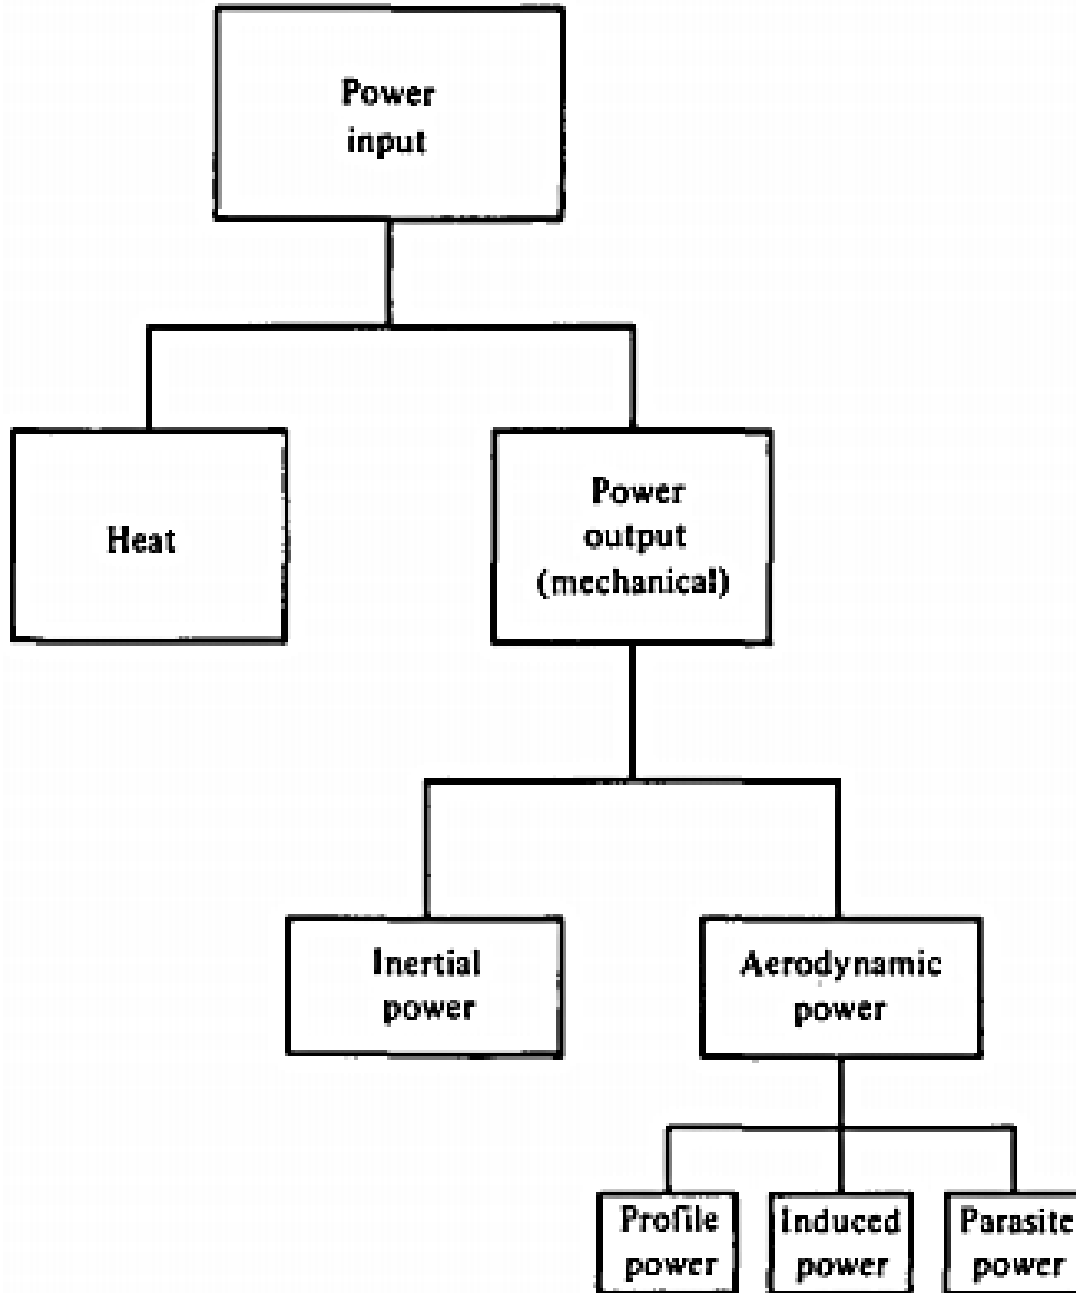 Power
input
Heat
Power
output
(mechanical)
Inertial
power
Aerodynamic
power
Profile
power
Induced
power
Parasite
power